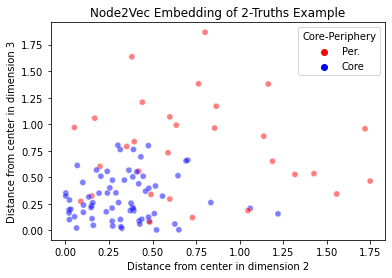 Node2Vec Embedding of 2-Truths Example
Core-Periphery
Per.
Core
Distance from center in dimension 3
1.75
1.50
1.25
1.00
0.75
0.50
0.25
0.00
0.00 0.25 0.50 0.75 1.00 1.25 1.50 1.75
Distance from center in dimension 2